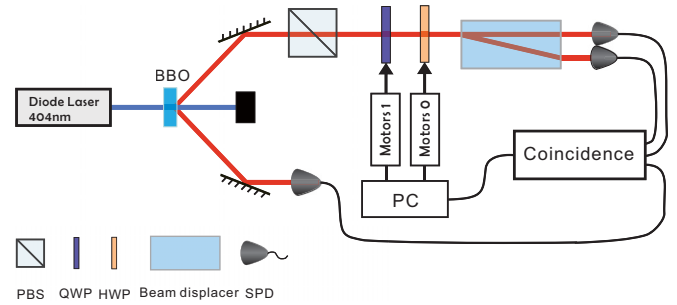 BBO
Diode Laser
404nm
Motors 1
Motors 0
Coincidence
PC
PBS
QWP
HWP
Beam displacer
SPD